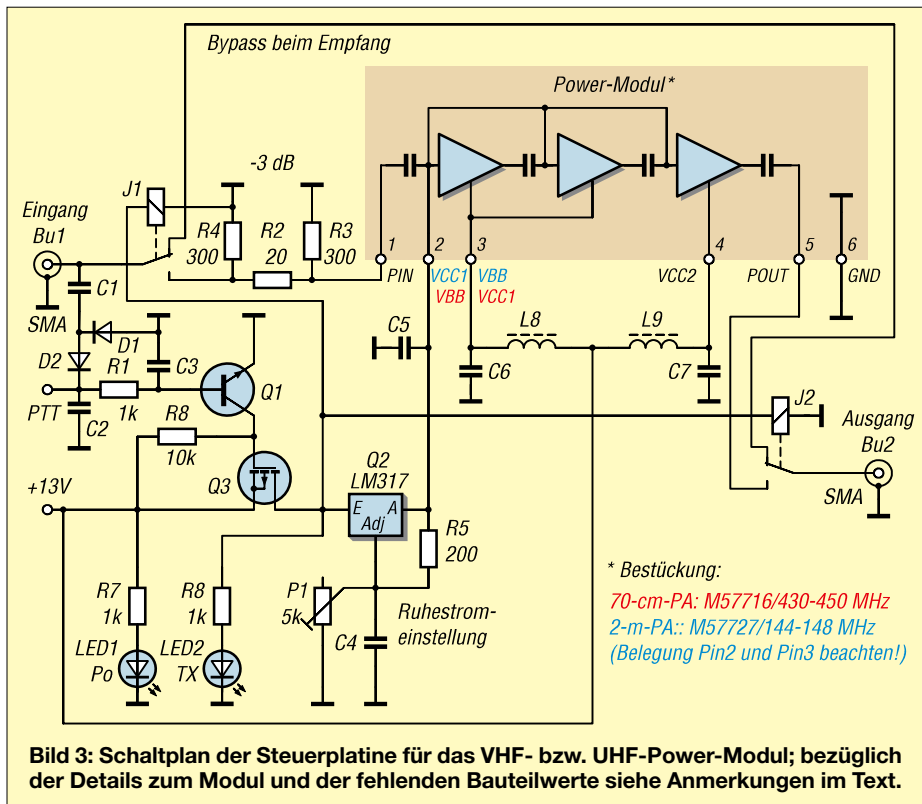 Bypass beim Empfang
Power-Modul*
-3 dB
J1
Eingang
Bu1
R4
300
R2
20
R3
300
1
2
3
4
5
6
PIN
VCC1
VBB
VBB
VCC1
VCC2
POUT
GND
C1
SMA
D1
D2
R1
1k
C3
Q1
PTT
C2
R8
10k
C5
L8
L9
C6
C7
J2
Ausgang
Bu2
SMA
+13V
Q3
Q2
LM317
E
A
Adj
R5
200
R7
1k
R8
1k
P1
5k
C4
Ruhestrom-
einstellung
LED1
Po
LED2
TX
* Bestückung:
70-cm-PA: M57716/430-450 MHz
2-m-PA:: M57727/144-148 MHz
(Belegung Pin2 und Pin3 beachten!)
Bild 3: Schaltplan der Steuerplatine für das VHF- bzw. UHF-Power-Modul; bezüglich
der Details zum Modul und der fehlenden Bauteilwerte siehe Anmerkungen im Text.